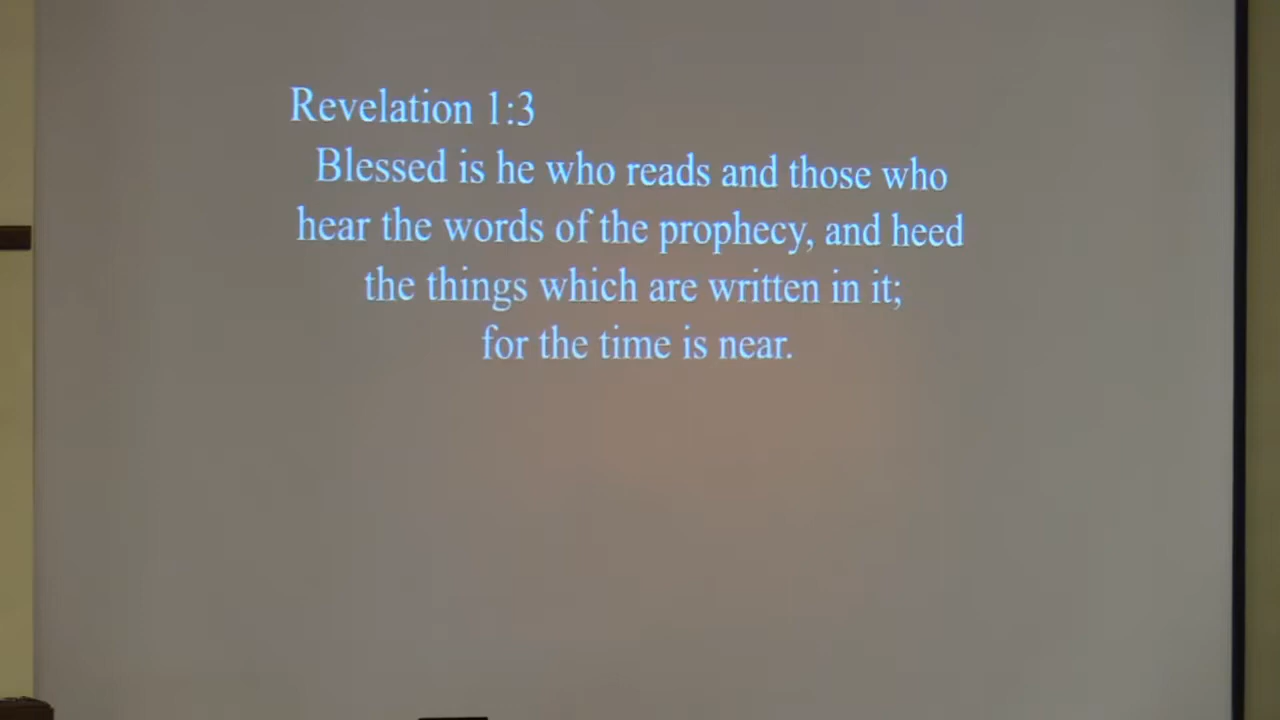 Revelation 1:3
Blessed is he who reads and those who
hear the words of the prophecy, and heed
the things which are written in it;
for the time is near.